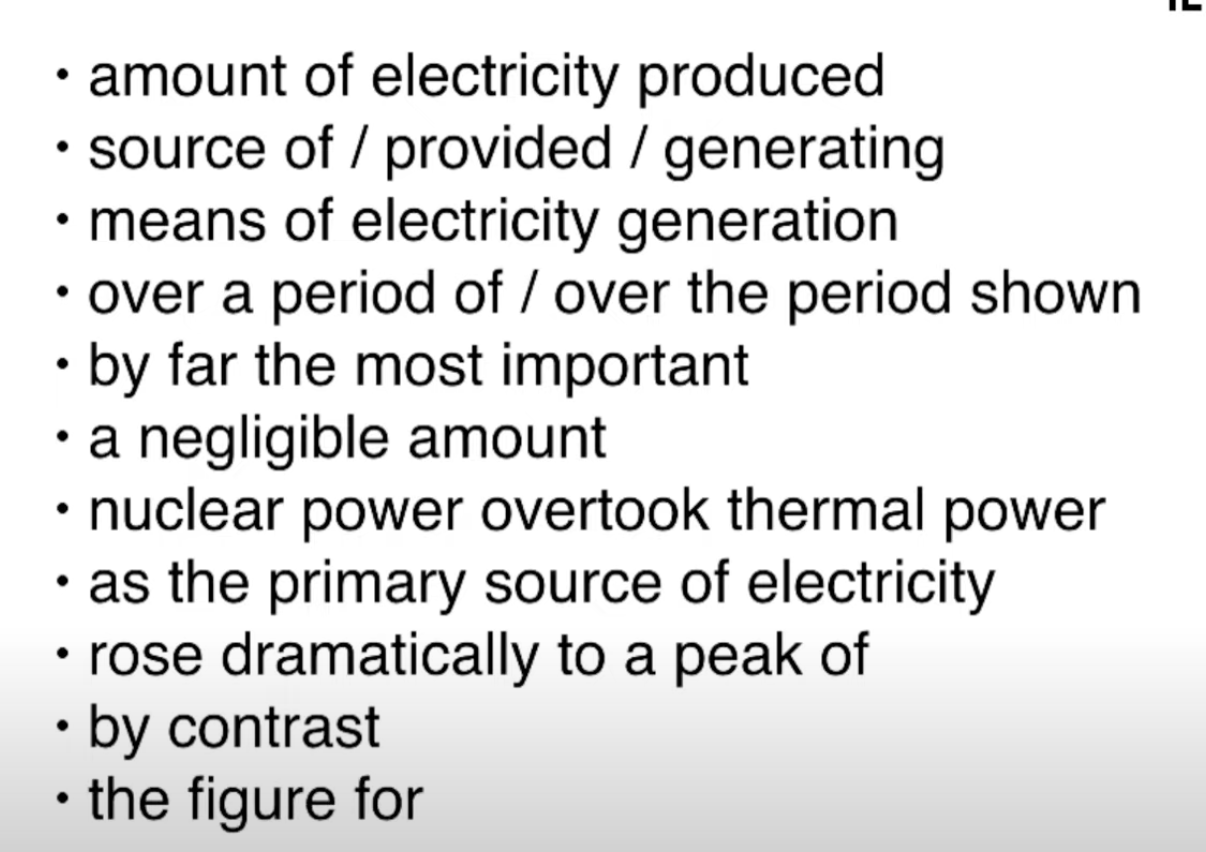 • amount of electricity produced
• source of / provided / generating
• means of electricity generation
• over a period of / over the period shown
• by far the most important
• a negligible amount
• nuclear power overtook thermal power
• as the primary source of electricity
• rose dramatically to a peak of
• by contrast
• the figure for